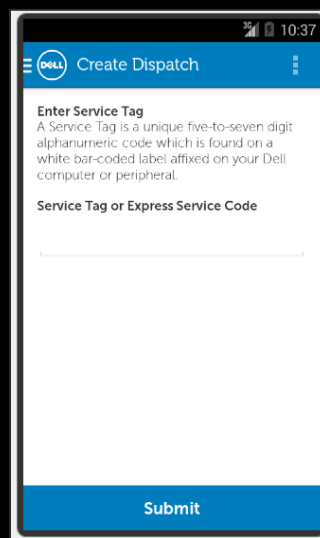 3G 10:37
DELL Create Dispatch
Enter Service Tag
A Service Tag is a unique five-to-seven digit
alphanumeric code which is found on a
white bar-coded label affixed on your Dell
computer or peripheral.
Service Tag or Express Service Code
Submit